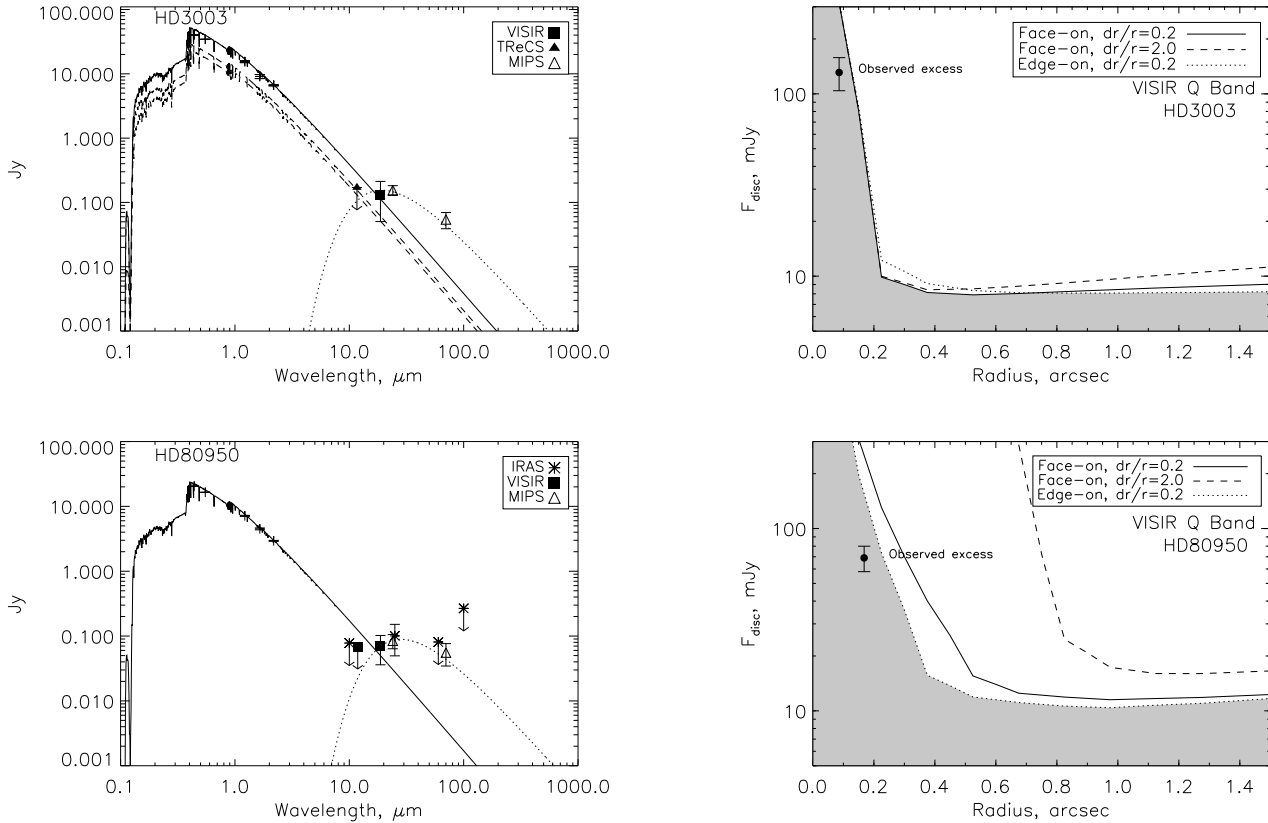 HD3003
VISIR
TReCS
MIPS
100.000
10.000
1.000
0.100
0.010
0.001
Jy
0.1
1.0
10.0
100.0
1000.0
Wavelength, μm
Face-on, dr/r=0.2
Face-on, dr/r=2.0
Edge-on, dr/r=0.2
Observed excess
VISIR Q Band
HD3003
100
10
F_disc, mJy
0.0
0.2
0.4
0.6
0.8
1.0
1.2
1.4
Radius, arcsec
HD80950
IRAS
VISIR
MIPS
100.000
10.000
1.000
0.100
0.010
0.001
Jy
0.1
1.0
10.0
100.0
1000.0
Wavelength, μm
Face-on, dr/r=0.2
Face-on, dr/r=2.0
Edge-on, dr/r=0.2
VISIR Q Band
HD80950
Observed excess
100
10
F_disc, mJy
0.0
0.2
0.4
0.6
0.8
1.0
1.2
1.4
Radius, arcsec